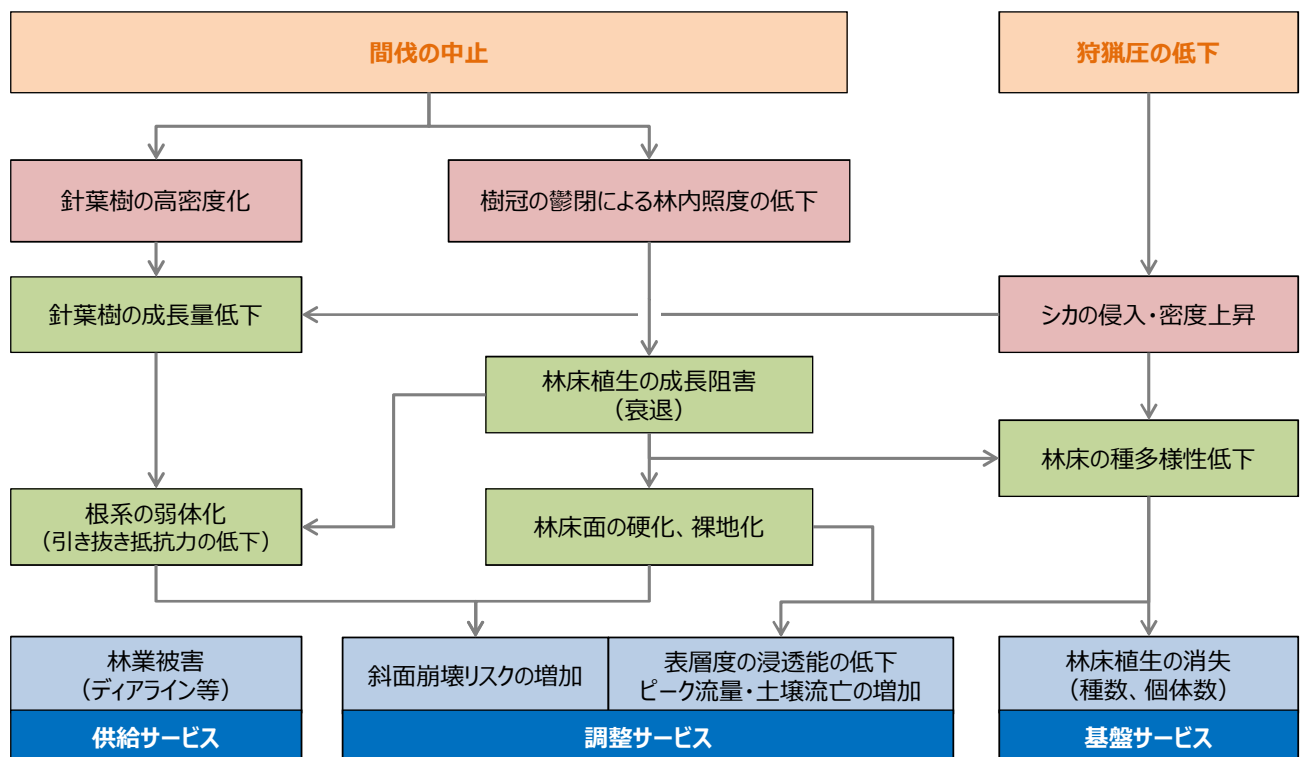 間伐の中止
狩猟圧の低下
針葉樹の高密度化
樹冠の鬱閉による林内照度の低下
針葉樹の成長量低下
シカの侵入・密度上昇
林床植生の成長阻害
（衰退）
林床の種多様性低下
根系の弱体化
（引き抜き抵抗力の低下）
林床面の硬化、裸地化
林業被害
（ディアライン等）
斜面崩壊リスクの増加
表層度の浸透能の低下
ピーク流量・土壌流亡の増加
林床植生の消失
（種数、個体数）
供給サービス
調整サービス
基盤サービス